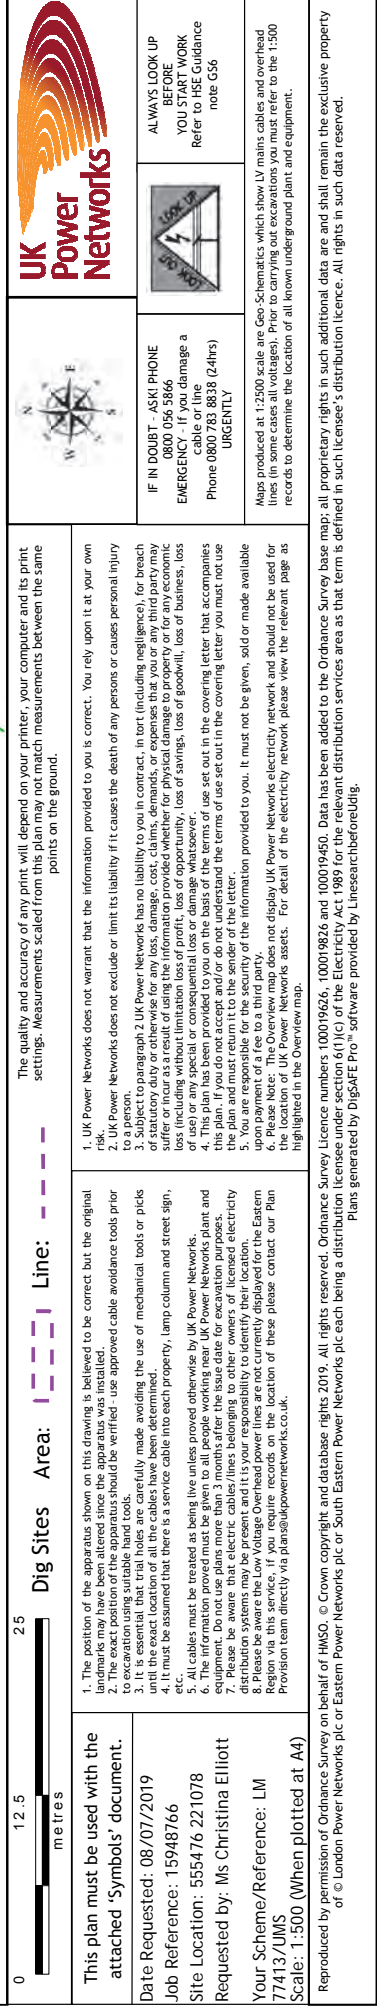 0 12.5 25
metres
Dig Sites Area: Line:
The quality and accuracy of any print will depend on your printer, your computer and its print
settings. Measurements scaled from this plan may not match measurements between the same
points on the ground.
N
E
S
W
UK
Power
Networks
This plan must be used with the
attached 'Symbols' document.
Date Requested: 08/07/2019
Job Reference: 15948766
Site Location: 555476 221078
Requested by: Ms Christina Elliott
Your Scheme/Reference: LM
77413/UMS
Scale: 1:500 (When plotted at A4)
1. The position of the apparatus shown on this drawing is believed to be correct but the original
landmarks may have been altered since the apparatus was installed.
2. The exact position of the apparatus should be verified - use approved cable avoidance tools prior
to excavation using suitable hand tools.
3. It is essential that trial holes are carefully made avoiding the use of mechanical tools or picks
until the exact location of all the cables have been determined.
4. It must be assumed that there is a service cable into each property, lamp column and street sign,
etc.
5. All cables must be treated as being live unless proved otherwise by UK Power Networks.
6. The information proved must be given to all people working near UK Power Networks plant and
equipment. Do not use plans more than 3 months after the issue date for excavation purposes.
7. Please be aware that electric cables/lines belonging to other owners of licensed electricity
distribution systems may be present and it is your responsibility to identify their location.
8. Please be aware the Low Voltage Overhead power lines are not currently displayed for the Eastern
Region via this service, if you require records on the location of these please contact our Plan
Provision team directly via plans@ukpowernetworks.co.uk.
1. UK Power Networks does not warrant that the information provided to you is correct. You rely upon it at your own
risk.
2. UK Power Networks does not exclude or limit its liability if it causes the death of any persons or causes personal injury
to a person.
3. Subject to paragraph 2 UK Power Networks has no liability to you in contract, in tort (including negligence), for breach
of statutory duty or otherwise for any loss, damage, cost, claims, demands, or expenses that you or any third party may
suffer or incur as a result of using the information provided whether for physical damage to property or for any economic
loss (including without limitation loss of profit, loss of opportunity, loss of savings, loss of goodwill, loss of business, loss
of use) or any special or consequential loss or damage whatsoever.
4. This plan has been provided to you on the basis of the terms of use set out in the covering letter that accompanies
this plan. If you do not accept and/or do not understand the terms of use set out in the covering letter you must not use
the plan and must return it to the sender of the letter.
5. You are responsible for the security of the information provided to you. It must not be given, sold or made available
upon payment of a fee to a third party.
6. Please Note: The Overview map does not display UK Power Networks electricity network and should not be used for
the location of UK Power Networks assets. For detail of the electricity network please view the relevant page as
highlighted in the Overview map.
IF IN DOUBT - ASK! PHONE
0800 056 5866
EMERGENCY - If you damage a
cable or line
Phone 0800 783 8838 (24hrs)
URGENTLY
LOOK OUT
LOOK UP
ALWAYS LOOK UP
BEFORE
YOU START WORK
Refer to HSE Guidance
note GS6
Maps produced at 1:2500 scale are Geo-Schematics which show LV mains cables and overhead
lines (in some cases all voltages). Prior to carrying out excavations you must refer to the 1:500
records to determine the location of all known underground plant and equipment.
Reproduced by permission of Ordnance Survey on behalf of HMSO. © Crown copyright and database rights 2019. All rights reserved. Ordnance Survey Licence numbers 100019626, 100019826 and 100019450. Data has been added to the Ordnance Survey base map; all proprietary rights in such additional data are and shall remain the exclusive property
of © London Power Networks plc or Eastern Power Networks plc or South Eastern Power Networks plc each being a distribution licensee under section 6(1)(c) of the Electricity Act 1989 for the relevant distribution services area as that term is defined in such licensee's distribution licence. All rights in such data reserved.
Plans generated by DigSAFE Pro™ software provided by LinesearchbeforeUdig.